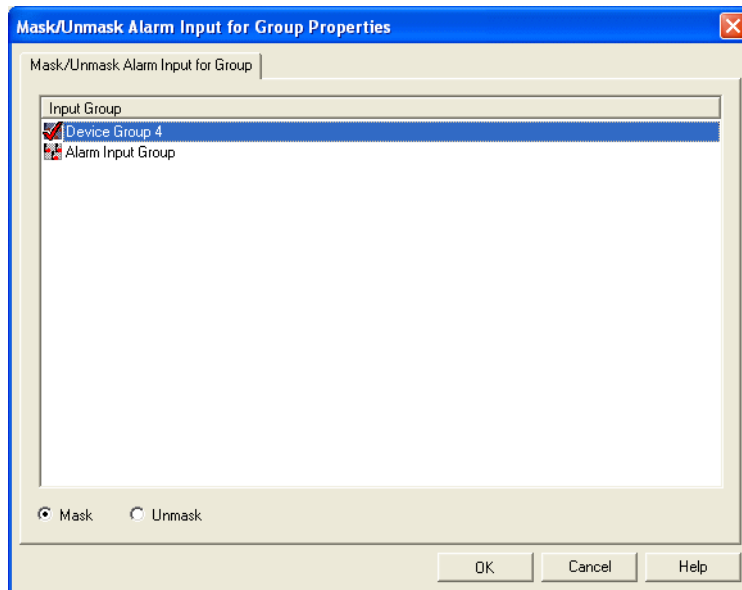 Mask/Unmask Alarm Input for Group Properties
Mask/Unmask Alarm Input for Group
Input Group
Device Group 4
Alarm Input Group
Mask Unmask
OK Cancel Help